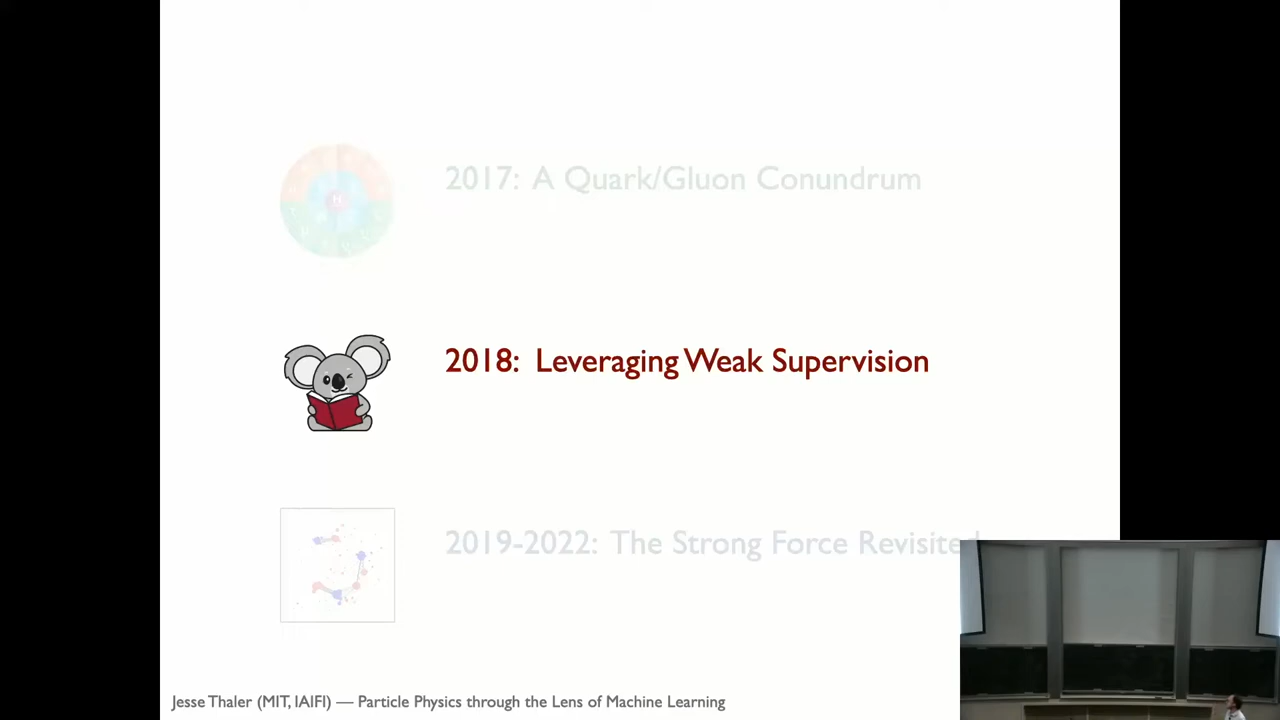 2017: A Quark/Gluon Conundrum
H
2018: Leveraging Weak Supervision
2019-2022: The Strong Force Revisited
Jesse Thaler (MIT, IAIFI) — Particle Physics through the Lens of Machine Learning